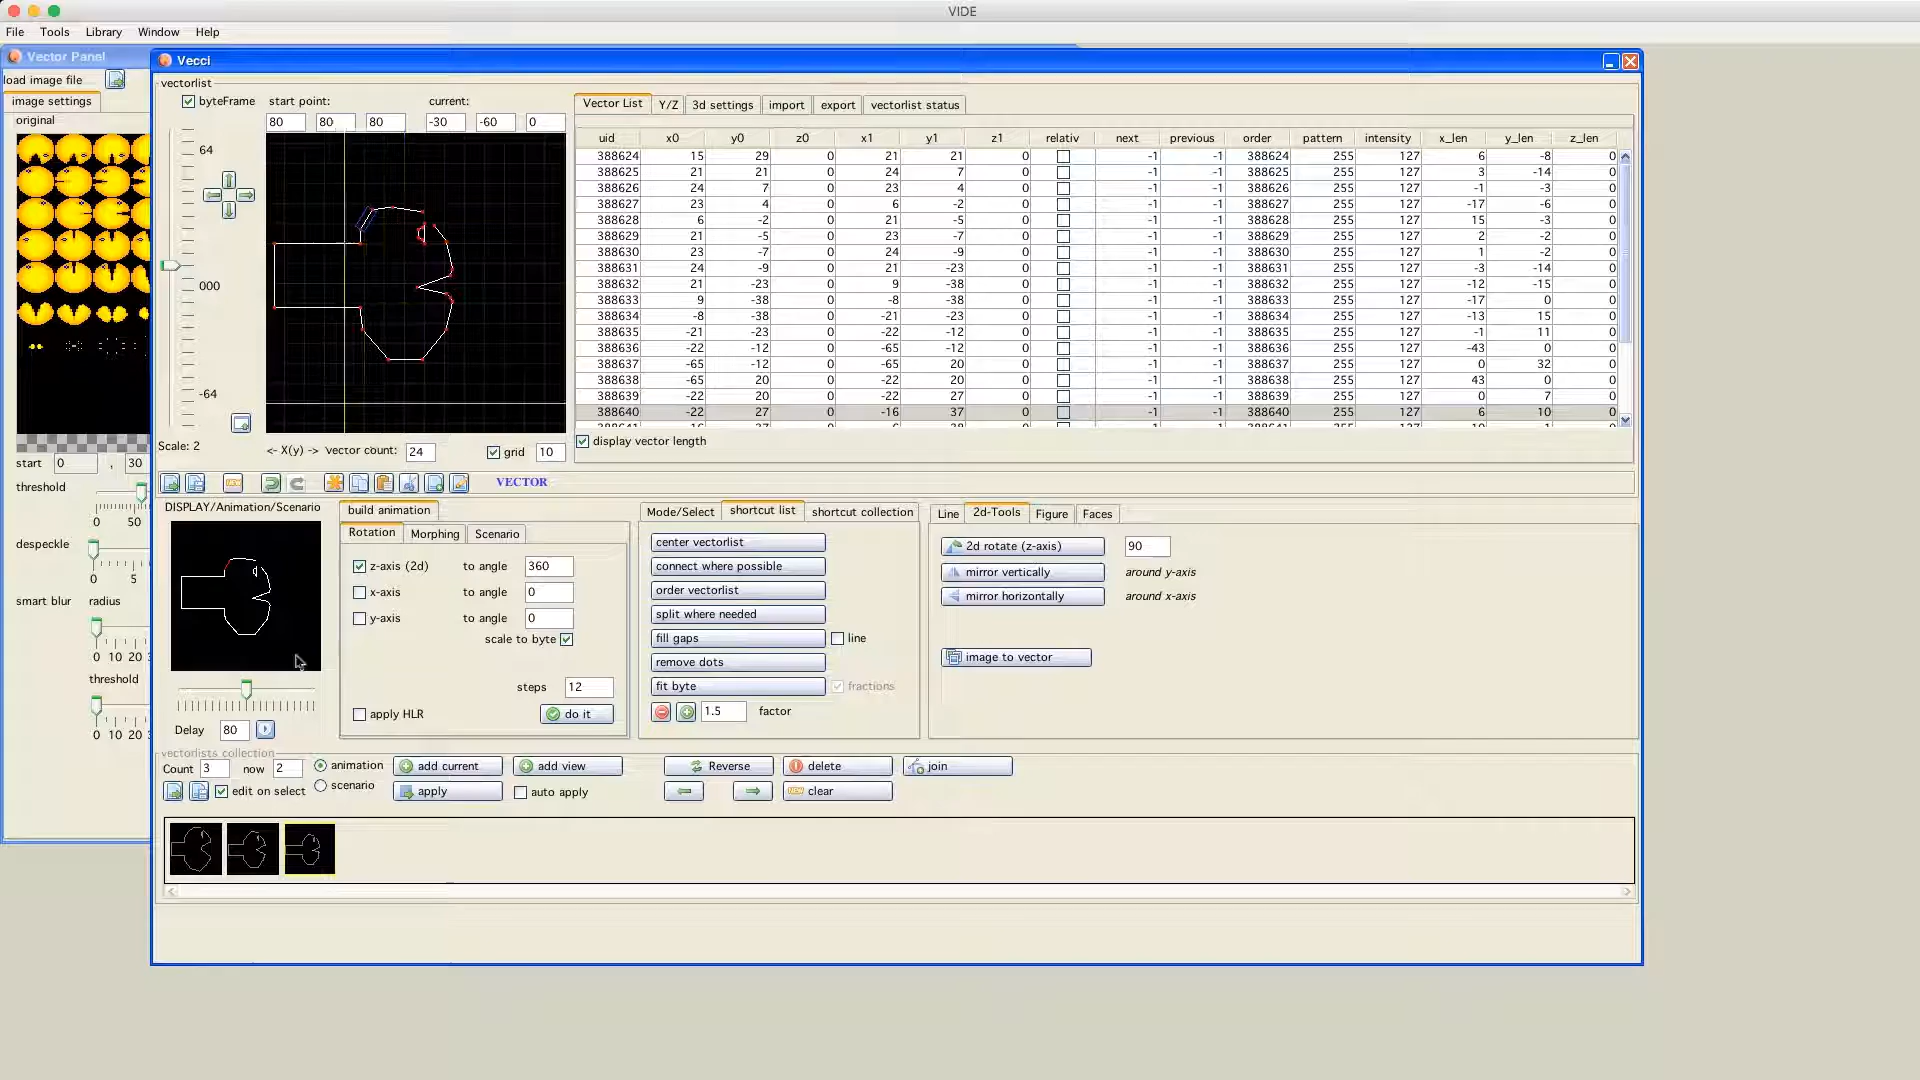 VIDE
File Tools Library Window Help
Vector Panel
load image file
image settings
original
start 0 , 30
threshold
0 50
despeckle
0 5
smart blur radius
0 10 20
threshold
0 10 20
Vecci
vectorlist
byteFrame start point: current:
80 80 80 -30 -60 0
64
000
-64
Scale: 2
<- X(y) -> vector count: 24 grid 10
Vector List Y/Z 3d settings import export vectorlist status
uid x0 y0 z0 x1 y1 z1 relativ next previous order pattern intensity x_len y_len z_len
388624 15 29 0 21 21 0 -1 -1 388624 255 127 6 -8 0
388625 21 21 0 24 7 0 -1 -1 388625 255 127 3 -14 0
388626 24 7 0 23 4 0 -1 -1 388626 255 127 -1 -3 0
388627 23 4 0 6 -2 0 -1 -1 388627 255 127 -17 -6 0
388628 6 -2 0 21 -5 0 -1 -1 388628 255 127 15 -3 0
388629 21 -5 0 23 -7 0 -1 -1 388629 255 127 2 -2 0
388630 23 -7 0 24 -9 0 -1 -1 388630 255 127 1 -2 0
388631 24 -9 0 21 -23 0 -1 -1 388631 255 127 -3 -14 0
388632 21 -23 0 9 -38 0 -1 -1 388632 255 127 -12 -15 0
388633 9 -38 0 -8 -38 0 -1 -1 388633 255 127 -17 0 0
388634 -8 -38 0 -21 -23 0 -1 -1 388634 255 127 -13 15 0
388635 -21 -23 0 -22 -12 0 -1 -1 388635 255 127 -1 11 0
388636 -22 -12 0 -65 -12 0 -1 -1 388636 255 127 -43 0 0
388637 -65 -12 0 -65 20 0 -1 -1 388637 255 127 0 32 0
388638 -65 20 0 -22 20 0 -1 -1 388638 255 127 43 0 0
388639 -22 20 0 -22 27 0 -1 -1 388639 255 127 0 7 0
388640 -22 27 0 -16 37 0 -1 -1 388640 255 127 6 10 0
display vector length
VECTOR
DISPLAY/Animation/Scenario
Delay 80
build animation
Rotation Morphing Scenario
z-axis (2d) to angle 360
x-axis to angle 0
y-axis to angle 0
scale to byte
steps 12
apply HLR do it
Mode/Select shortcut list shortcut collection
center vectorlist
connect where possible
order vectorlist
split where needed
fill gaps line
remove dots
fit byte fractions
1.5 factor
Line 2d-Tools Figure Faces
2d rotate (z-axis) 90
mirror vertically around y-axis
mirror horizontally around x-axis
image to vector
vectorlists collection
Count 3 now 2 animation add current add view Reverse delete join
edit on select scenario apply auto apply clear